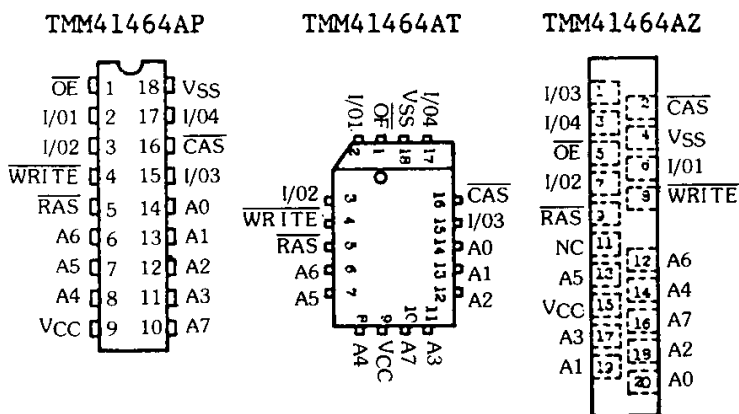 TMM41464AP
TMM41464AT
TMM41464AZ
OE 1 18 VSS
I/01 2 17 I/04
I/02 3 16 CAS
WRITE 4 15 I/03
RAS 5 14 A0
A6 6 13 A1
A5 7 12 A2
A4 8 11 A3
VCC 9 10 A7
I/01 OE VSS I/04
2 1 18 17
I/02 3 16 CAS
WRITE 4 15 I/03
RAS 5 14 A0
A6 6 13 A1
A5 7 12 A2
8 9 10 11
A4 VCC A7 A3
I/03 1
2 CAS
I/04 3
4 VSS
OE 5
6 I/01
I/02 7
8 WRITE
RAS 9
NC 11
12 A6
A5 13
14 A4
VCC 15
16 A7
A3 17
18 A2
A1 19
20 A0